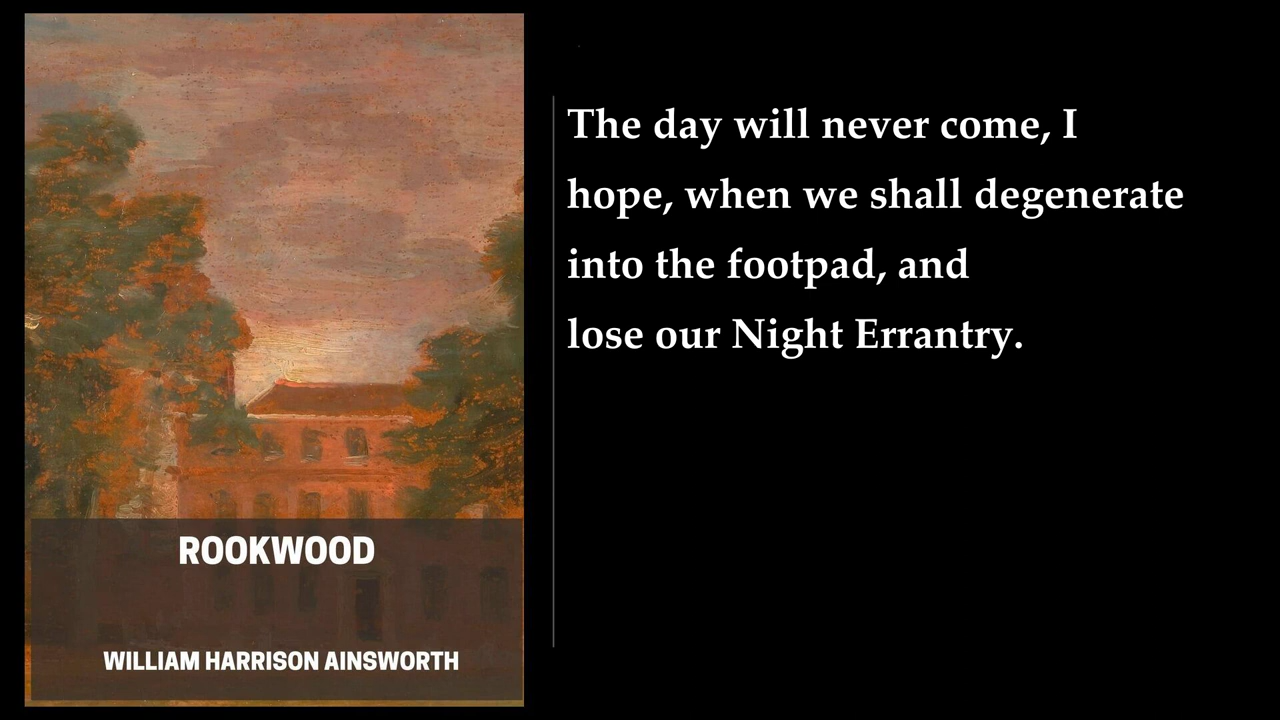 ROOKWOOD
WILLIAM HARRISON AINSWORTH
The day will never come, I
hope, when we shall degenerate
into the footpad, and
lose our Night Errantry.